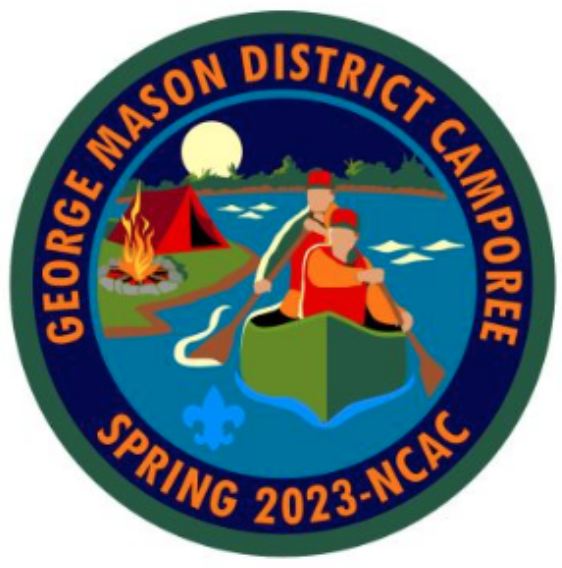 GEORGE MASON DISTRICT CAMPOREE
SPRING 2023-NCAC